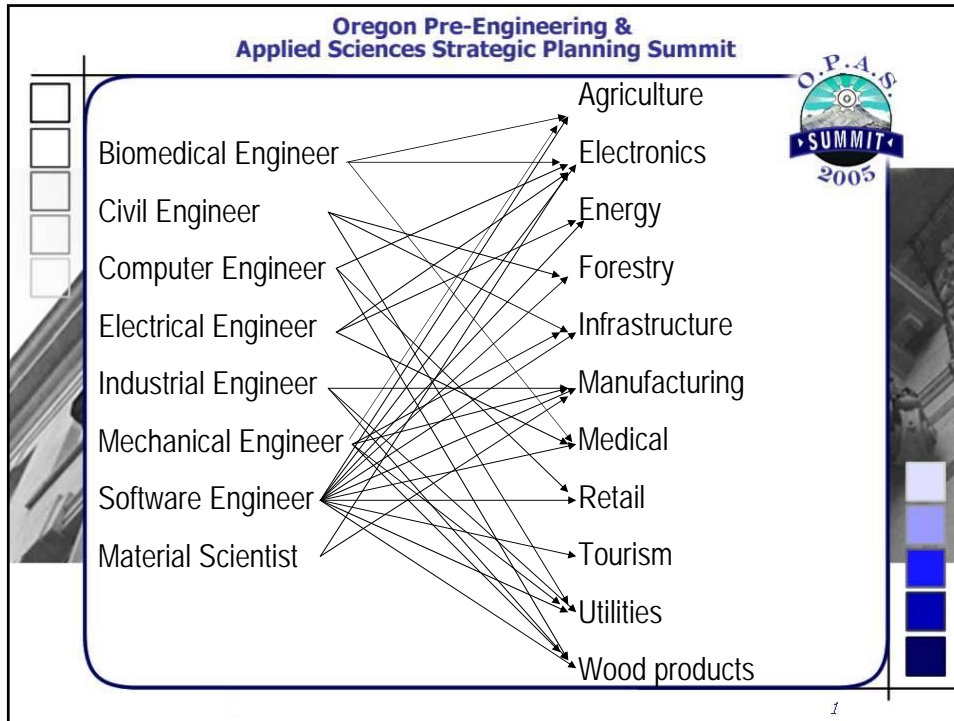 Oregon Pre-Engineering &
Applied Sciences Strategic Planning Summit
O.P.A.S.
SUMMIT
2005
Biomedical Engineer
Civil Engineer
Computer Engineer
Electrical Engineer
Industrial Engineer
Mechanical Engineer
Software Engineer
Material Scientist
Agriculture
Electronics
Energy
Forestry
Infrastructure
Manufacturing
Medical
Retail
Tourism
Utilities
Wood products
1